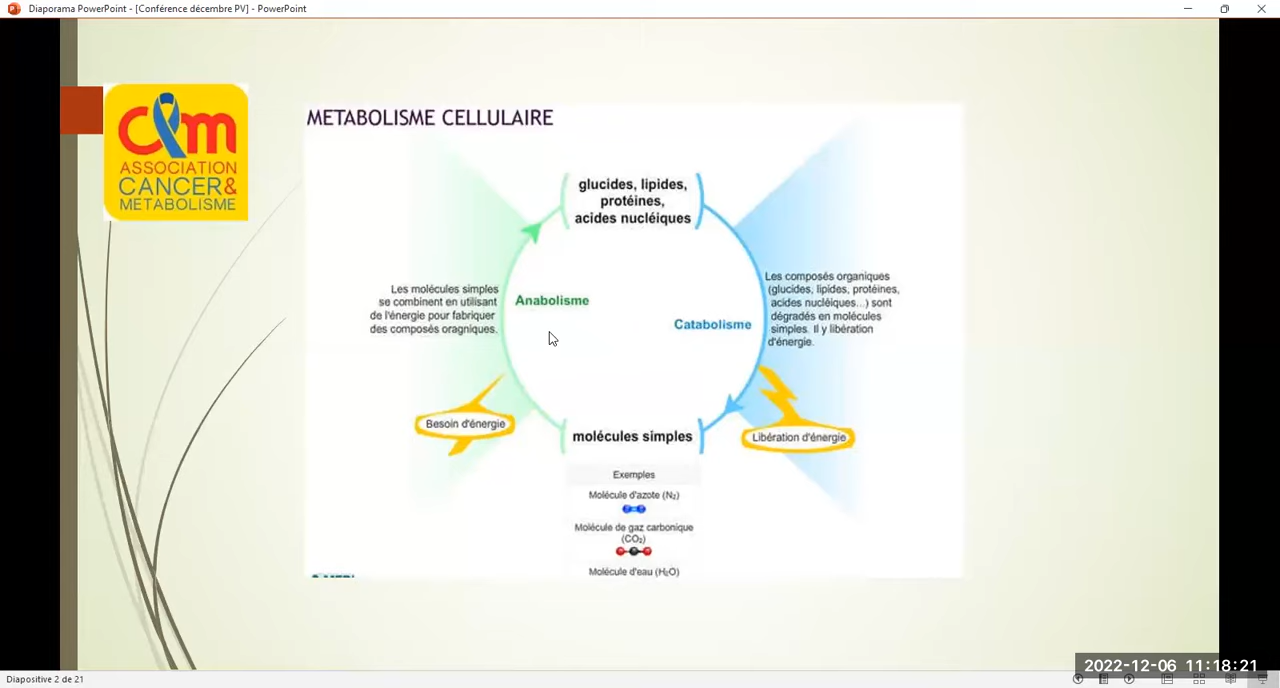 Diaporama PowerPoint - [Conférence décembre PV] - PowerPoint
CAM
ASSOCIATION
CANCER&
METABOLISME
METABOLISME CELLULAIRE
glucides, lipides,
protéines,
acides nucléiques
Les molécules simples
se combinent en utilisant
de l'énergie pour fabriquer
des composés oragniques.
Anabolisme
Catabolisme
Les composés organiques
(glucides, lipides, protéines,
acides nucléiques...) sont
dégradés en molécules
simples. Il y libération
d'énergie.
Besoin d'énergie
molécules simples
Libération d'énergie
Exemples
Molécule d'azote (N₂)
Molécule de gaz carbonique
(CO₂)
Molécule d'eau (H₂O)
2022-12-06 11:18:21
Diapositive 2 de 21